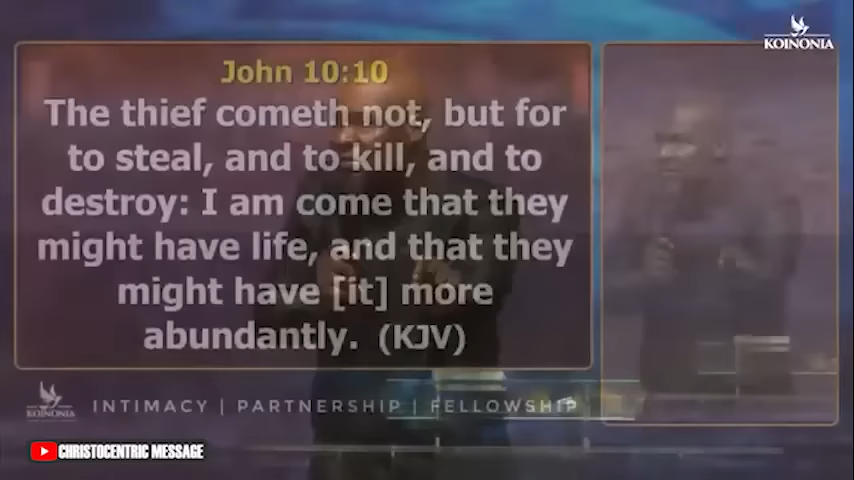 KOINONIA
John 10:10
The thief cometh not, but for
to steal, and to kill, and to
destroy: I am come that they
might have life, and that they
might have [it] more
abundantly. (KJV)
KOINONIA
INTIMACY | PARTNERSHIP | FELLOWSHIP
CHRISTOCENTRIC MESSAGE